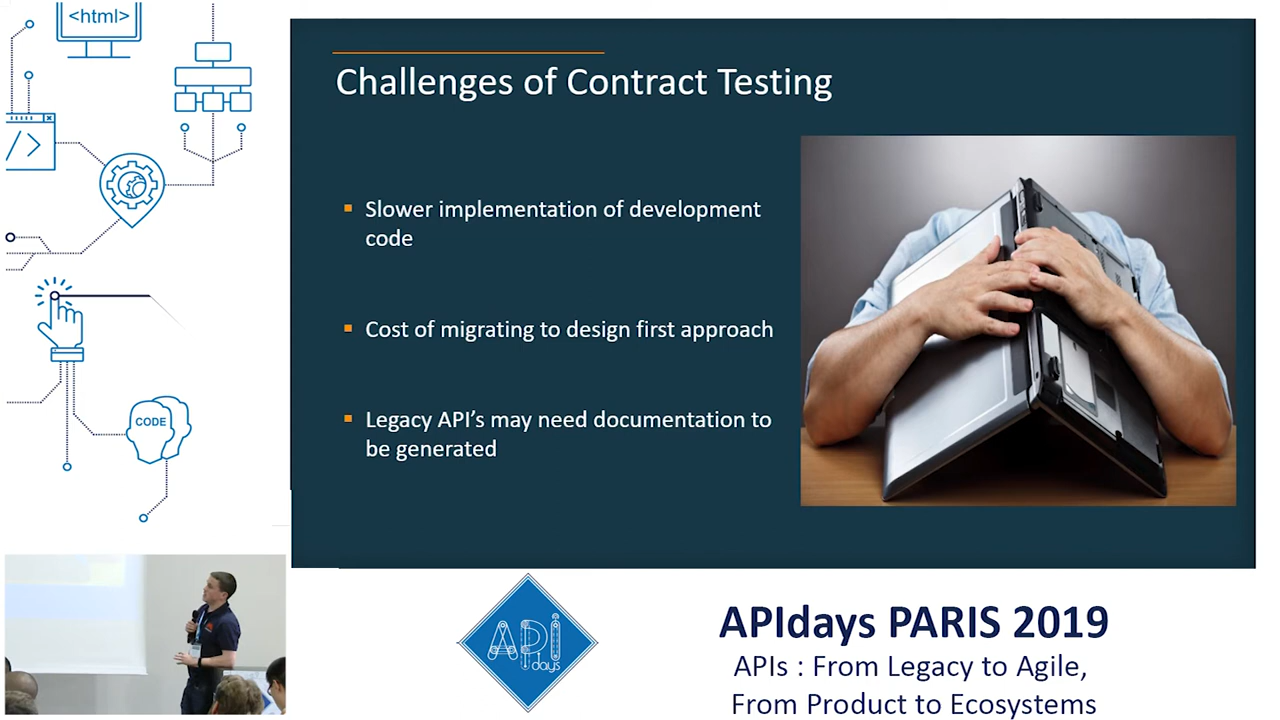 <html>
</>
CODE
Challenges of Contract Testing
Slower implementation of development
code
Cost of migrating to design first approach
Legacy API’s may need documentation to
be generated
API
days
APIdays PARIS 2019
APIs : From Legacy to Agile,
From Product to Ecosystems